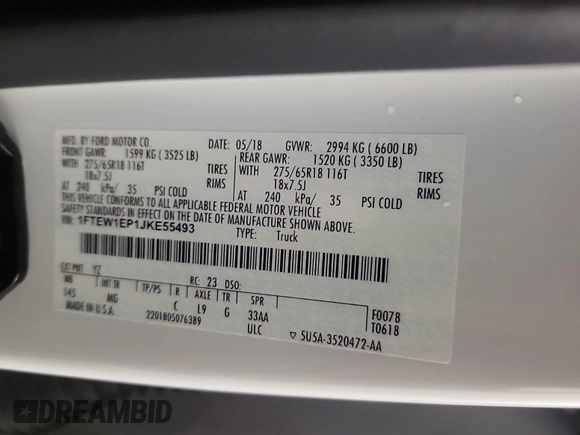 MFD. BY FORD MOTOR CO.
DATE: 05/18 GVWR: 2994 KG ( 6600 LB)
FRONT GAWR: 1599 KG ( 3525 LB) REAR GAWR: 1520 KG ( 3350 LB)
WITH 275/65R18 116T TIRES WITH 275/65R18 116T TIRES
18x7.5J RIMS 18x7.5J RIMS
AT 240 kPa/ 35 PSI COLD AT 240 kPa/ 35 PSI COLD
THIS VEHICLE CONFORMS TO ALL APPLICABLE FEDERAL MOTOR VEHICLE
SAFETY STANDARDS IN EFFECT ON THE DATE OF MANUFACTURE SHOWN ABOVE.
VIN: 1FTEW1EP1JKE55493 TYPE: Truck
EXT PNT: YZ RC: 23 DSO:
WB INT TR TP/PS R AXLE TR SPR F0078
145 MG C L9 G 33AA T0618
MADE IN U.S.A. 2201805076389 ULC ▽ 5U5A-3520472-AA
DREAMBID